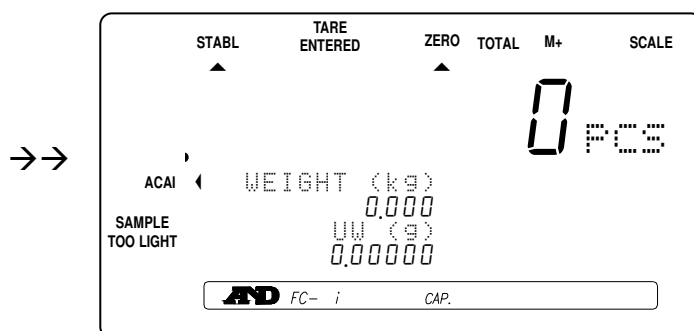 STABL TARE ENTERED ZERO TOTAL M+ SCALE
0 PCS
→→
ACAI WEIGHT (kg)
0.000
SAMPLE TOO LIGHT
UW (g)
0.00000
AND FC- i CAP.